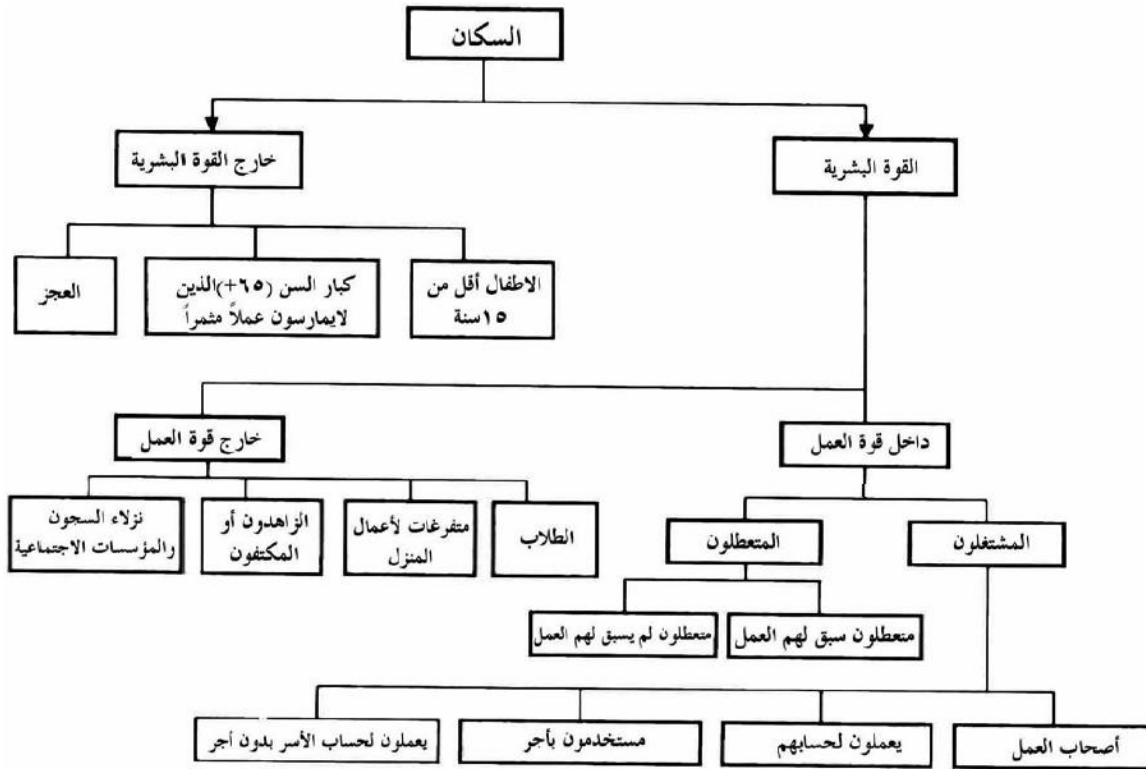 السكان
القوة البشرية
خارج القوة البشرية
الاطفال أقل من
١٥سنة
كبار السن (٦٥+)الذين
لايمارسون عملاً مثمراً
العجز
داخل قوة العمل
خارج قوة العمل
المشتغلون
المتعطلون
الطلاب
متفرغات لأعمال
المنزل
الزاهدون أو
المكتفون
نزلاء السجون
والمؤسسات الاجتماعية
متعطلون سبق لهم العمل
متعطلون لم يسبق لهم العمل
أصحاب العمل
يعملون لحسابهم
مستخدمون بأجر
يعملون لحساب الأسر بدون أجر